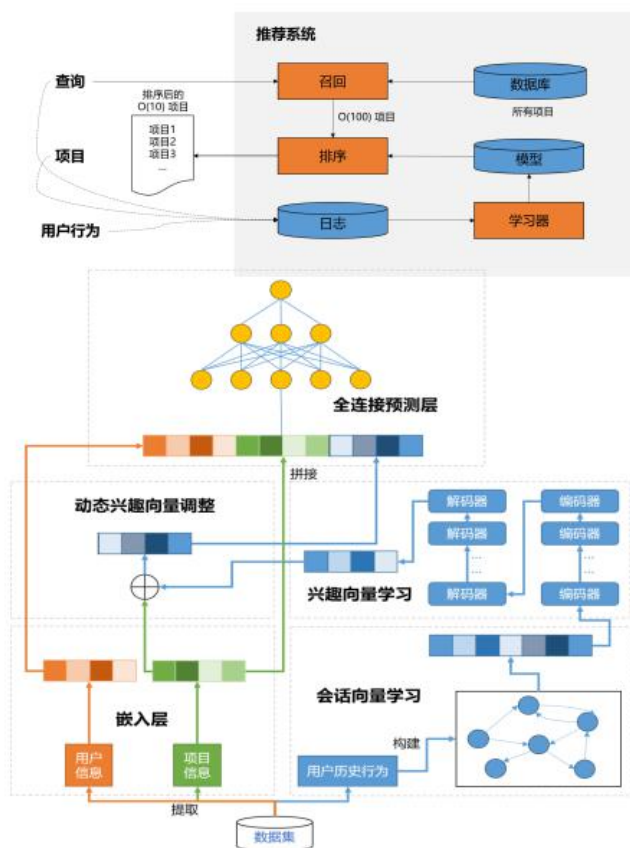 推荐系统
查询
召回
数据库
所有项目
排序后的
O(10) 项目
O(100) 项目
项目1
项目2
项目3
...
项目
排序
模型
用户行为
日志
学习器
全连接预测层
拼接
动态兴趣向量调整
解码器
编码器
解码器
编码器
...
...
兴趣向量学习
解码器
编码器
会话向量学习
嵌入层
构建
用户
信息
项目
信息
用户历史行为
提取
数据集